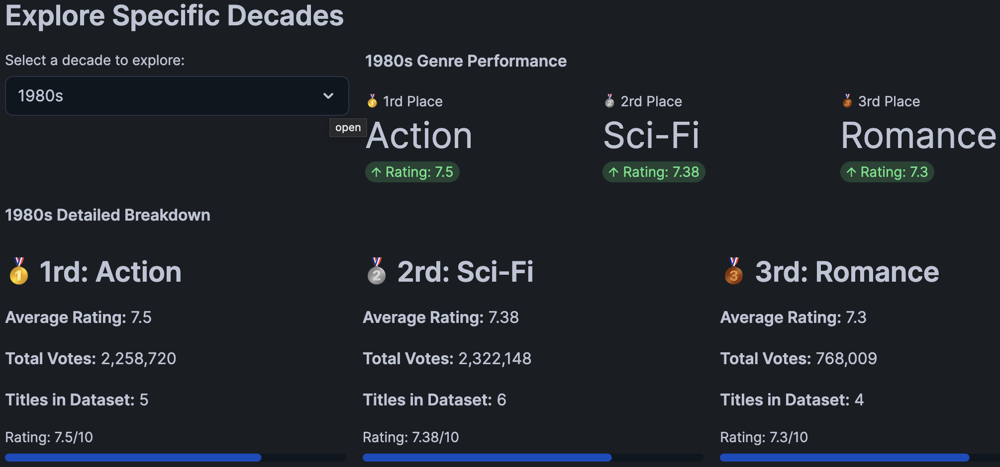 Explore Specific Decades
Select a decade to explore:
1980s
open
1980s Genre Performance
🥇 1rd Place
Action
↑ Rating: 7.5
🥈 2rd Place
Sci-Fi
↑ Rating: 7.38
🥉 3rd Place
Romance
↑ Rating: 7.3
1980s Detailed Breakdown
🥇 1rd: Action
Average Rating: 7.5
Total Votes: 2,258,720
Titles in Dataset: 5
Rating: 7.5/10
🥈 2rd: Sci-Fi
Average Rating: 7.38
Total Votes: 2,322,148
Titles in Dataset: 6
Rating: 7.38/10
🥉 3rd: Romance
Average Rating: 7.3
Total Votes: 768,009
Titles in Dataset: 4
Rating: 7.3/10